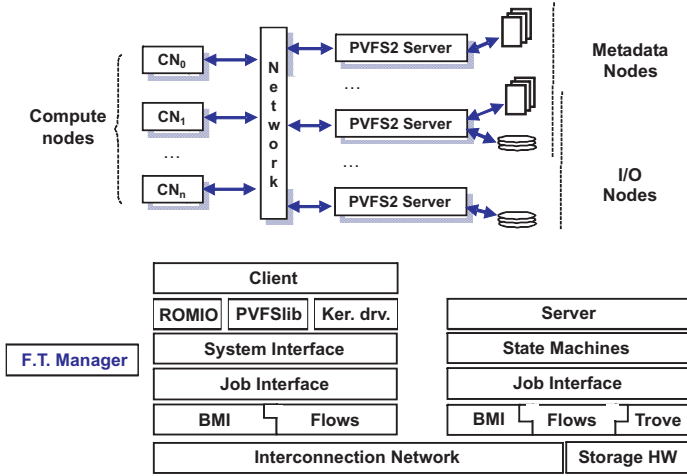 CN0 Network PVFS2 Server Metadata Nodes
...
Compute nodes CN1 PVFS2 Server
... ...
I/O Nodes
CNn PVFS2 Server
Client
ROMIO PVFSlib Ker. drv. Server
F.T. Manager System Interface State Machines
Job Interface Job Interface
BMI Flows BMI Flows Trove
Interconnection Network Storage HW